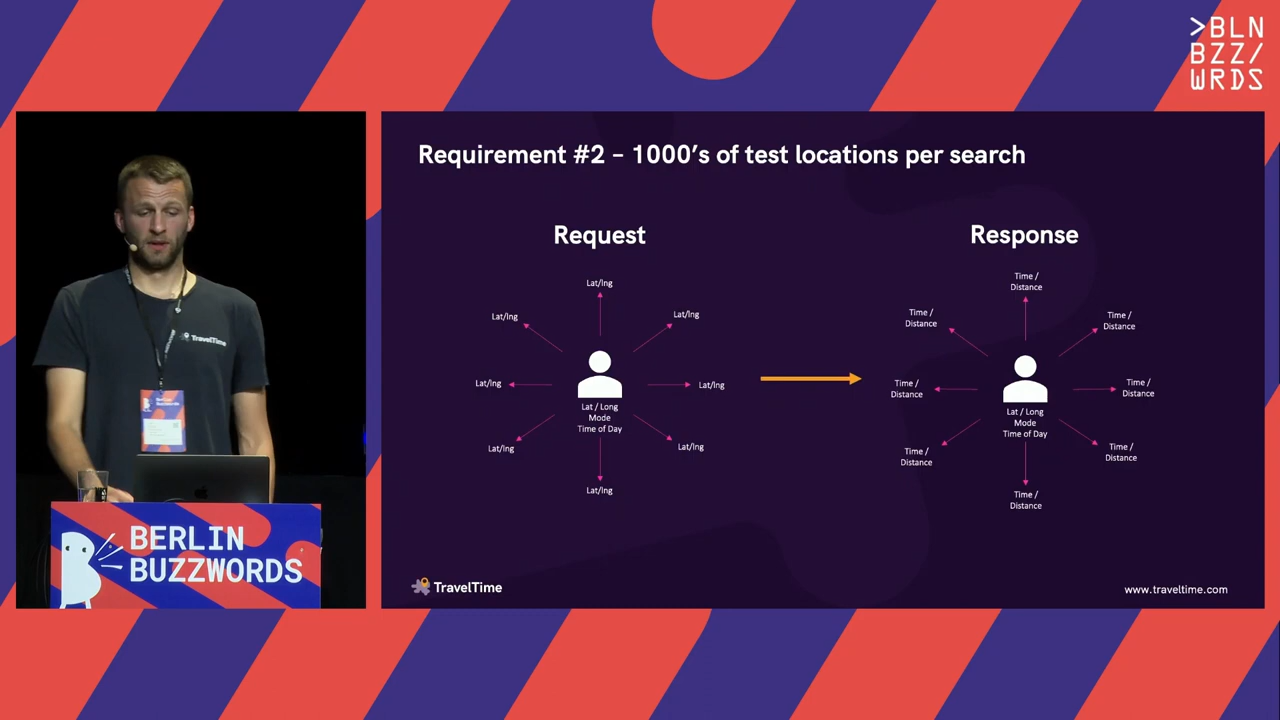 >BLN
BZZ/
WRDS
Requirement #2 – 1000's of test locations per search
Request
Response
Lat/lng
Lat/lng
Lat/lng
Lat/lng
Lat/lng
Lat/lng
Lat/lng
Lat/lng
Lat / Long
Mode
Time of Day
Time /
Distance
Time /
Distance
Time /
Distance
Time /
Distance
Time /
Distance
Time /
Distance
Time /
Distance
Time /
Distance
Lat / Long
Mode
Time of Day
TravelTime
www.traveltime.com
TravelTime
BERLIN
BUZZWORDS